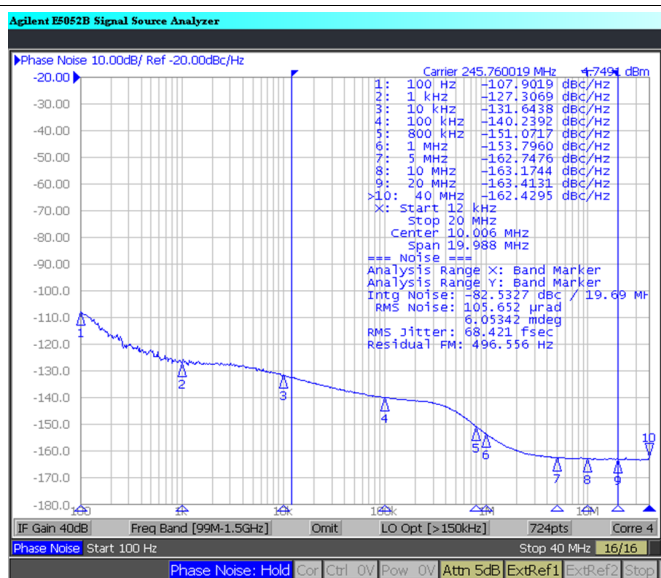 Agilent E5052B Signal Source Analyzer
Phase Noise 10.00dB/ Ref -20.00dBc/Hz
Carrier 245.760019 MHz 4.7491 dBm
-20.00
-30.00
-40.00
-50.00
-60.00
-70.00
-80.00
-90.00
-100.0
-110.0
-120.0
-130.0
-140.0
-150.0
-160.0
-170.0
-180.0
1: 100 Hz -107.9019 dBc/Hz
2: 1 kHz -127.3069 dBc/Hz
3: 10 kHz -131.6438 dBc/Hz
4: 100 kHz -140.2392 dBc/Hz
5: 800 kHz -151.0717 dBc/Hz
6: 1 MHz -153.7960 dBc/Hz
7: 5 MHz -162.7476 dBc/Hz
8: 10 MHz -163.1744 dBc/Hz
9: 20 MHz -163.4131 dBc/Hz
>10: 40 MHz -162.4295 dBc/Hz
X: Start 12 kHz
Stop 20 MHz
Center 10.006 MHz
Span 19.988 MHz
=== Noise ===
Analysis Range X: Band Marker
Analysis Range Y: Band Marker
Intg Noise: -82.5327 dBc / 19.69 MH
RMS Noise: 105.652 µrad
6.05342 mdeg
RMS Jitter: 68.421 fsec
Residual FM: 496.556 Hz
1
2
3
4
5
6
7
8
9
10
100 1k 10k 100k 1M 10M
IF Gain 40dB Freq Band [99M-1.5GHz] Omit LO Opt [>150kHz] 724pts Corre 4
Phase Noise Start 100 Hz Stop 40 MHz 16/16
Phase Noise: Hold Cor Ctrl 0V Pow 0V Attn 5dB ExtRef1 ExtRef2 Stop